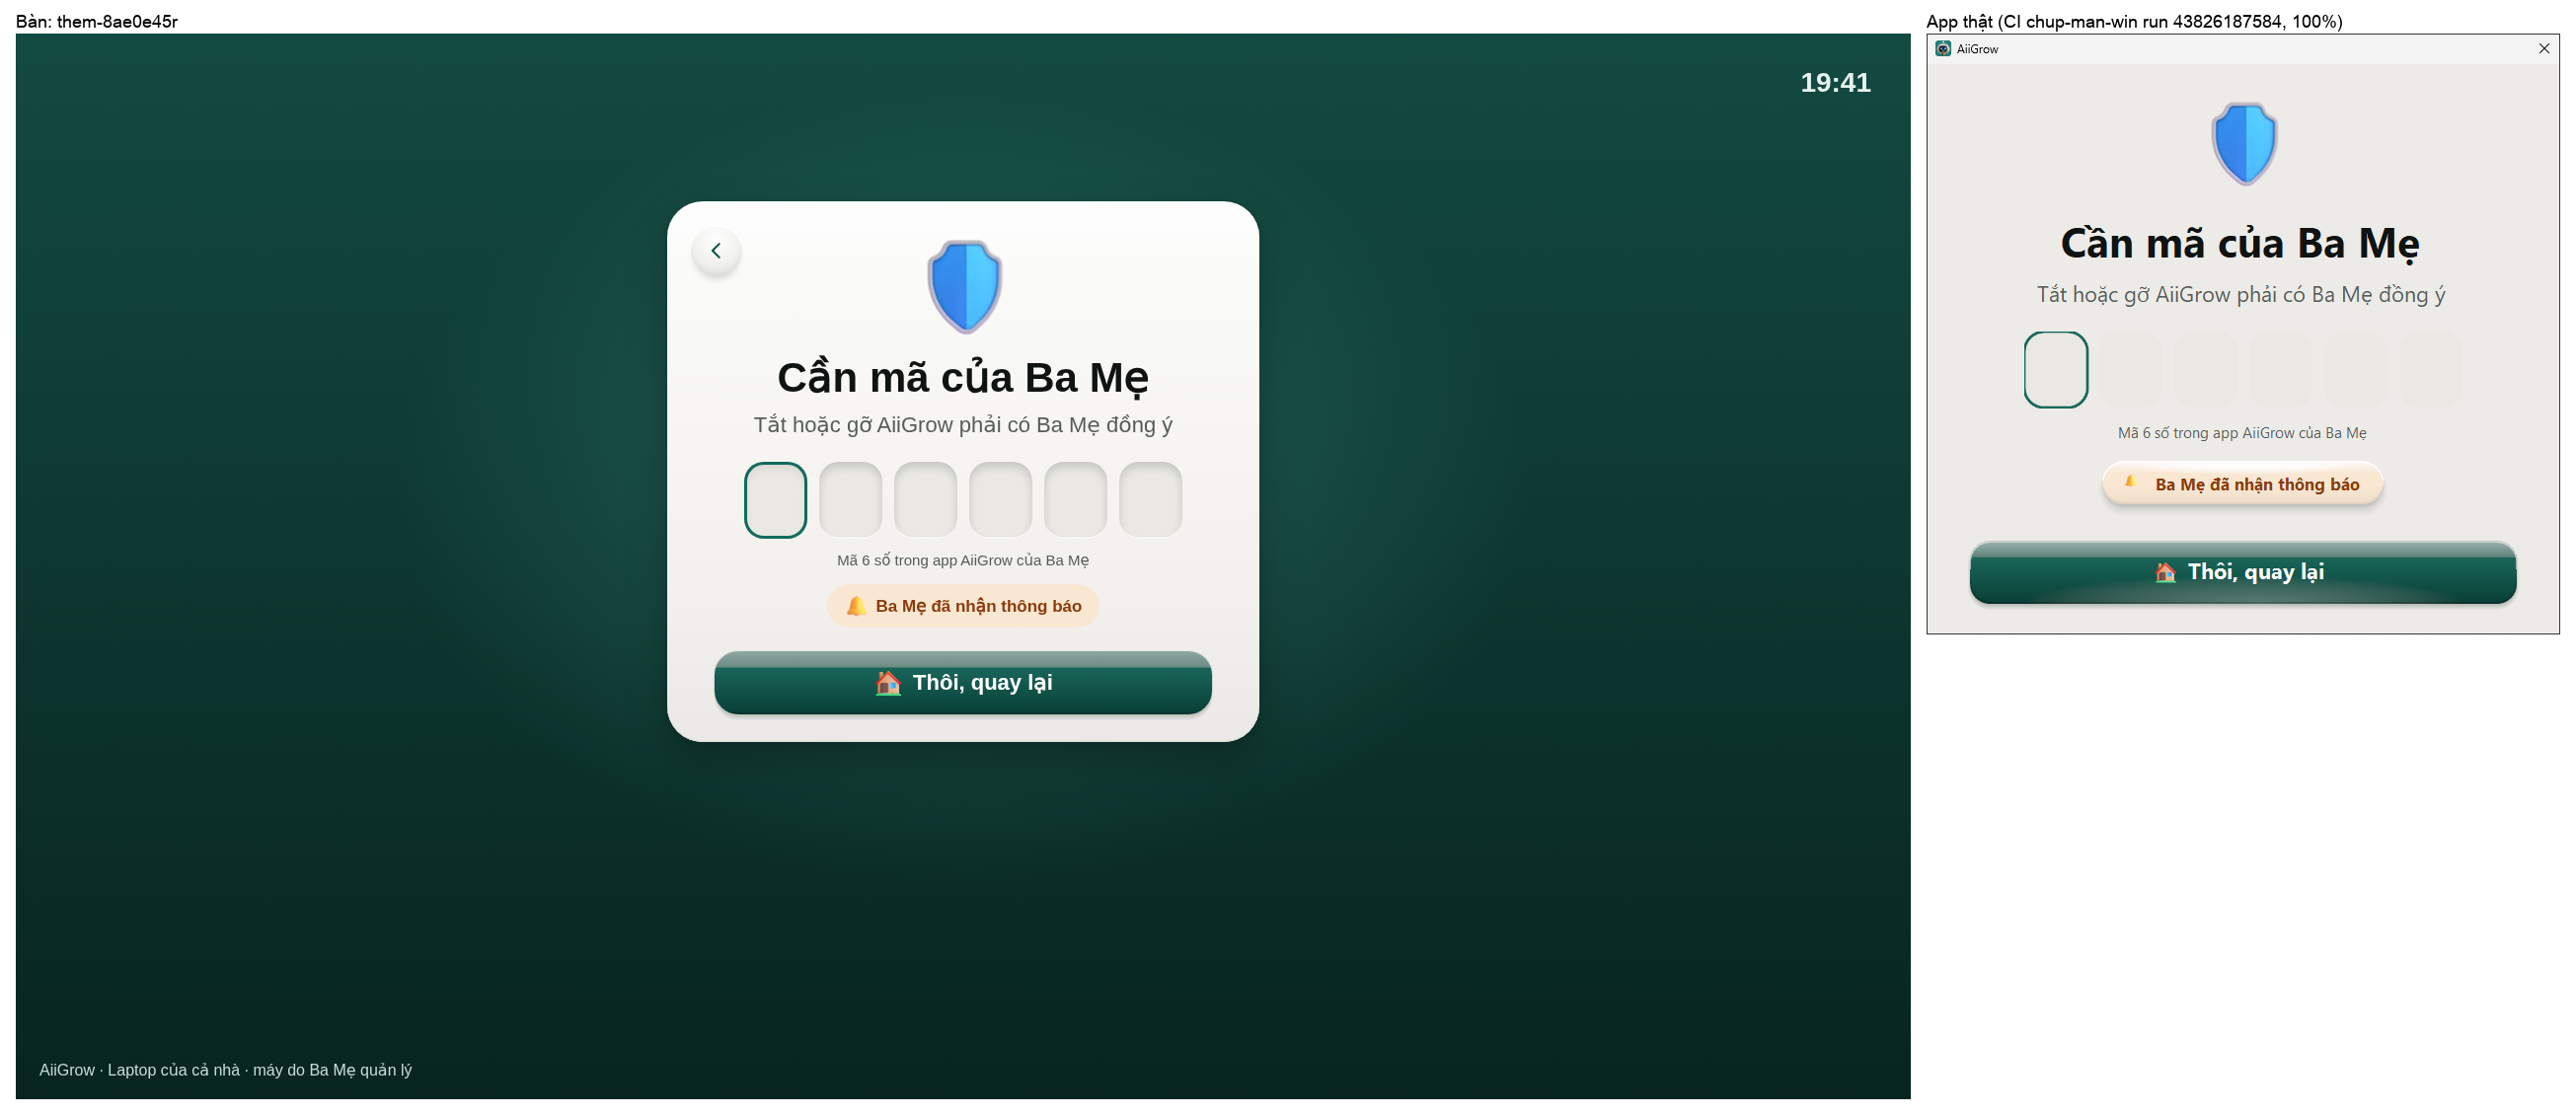 Bàn: them-8ae0e45r
19:41
Cần mã của Ba Mẹ
Tắt hoặc gỡ AiiGrow phải có Ba Mẹ đồng ý
Mã 6 số trong app AiiGrow của Ba Mẹ
Ba Mẹ đã nhận thông báo
Thôi, quay lại
AiiGrow · Laptop của cả nhà · máy do Ba Mẹ quản lý
App thật (CI chup-man-win run 43826187584, 100%)
AiiGrow
Cần mã của Ba Mẹ
Tắt hoặc gỡ AiiGrow phải có Ba Mẹ đồng ý
Mã 6 số trong app AiiGrow của Ba Mẹ
Ba Mẹ đã nhận thông báo
Thôi, quay lại